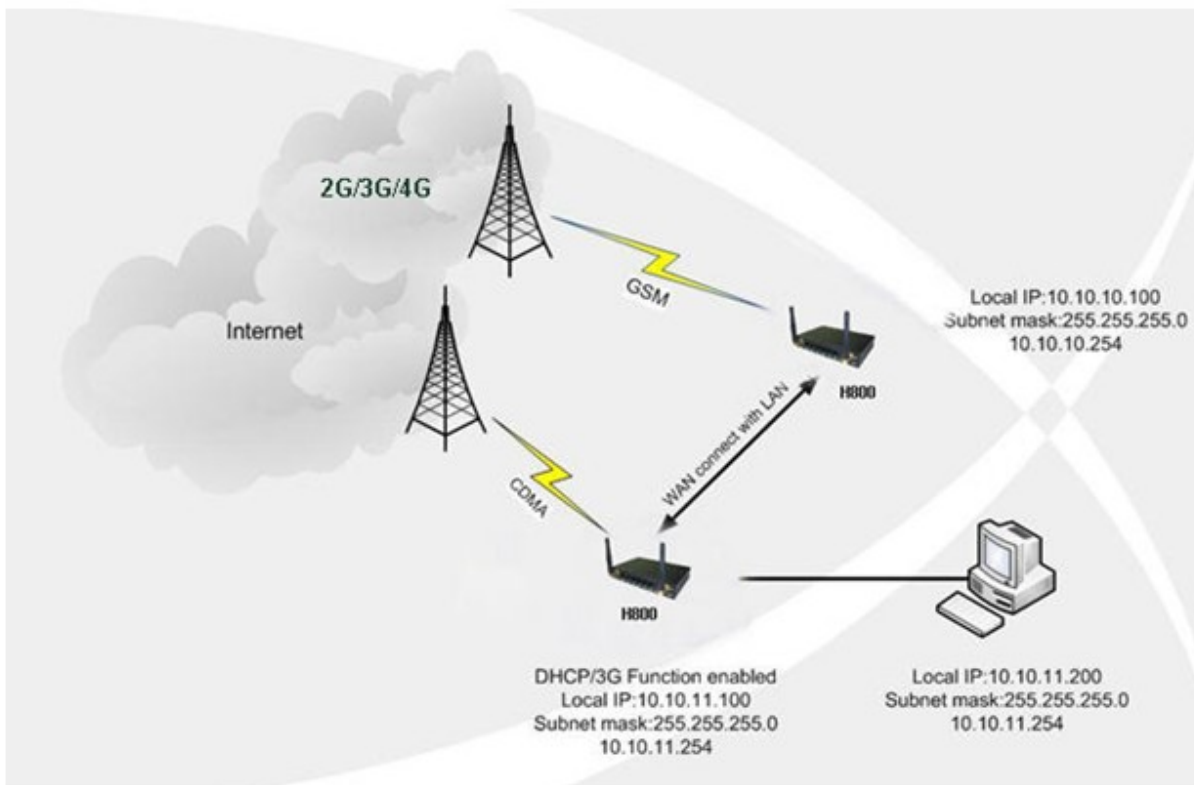 2G/3G/4G
Internet
GSM
Local IP:10.10.10.100
Subnet mask:255.255.255.0
10.10.10.254
H800
WAN connect with LAN
CDMA
H800
DHCP/3G Function enabled
Local IP:10.10.11.100
Subnet mask:255.255.255.0
10.10.11.254
Local IP:10.10.11.200
Subnet mask:255.255.255.0
10.10.11.254